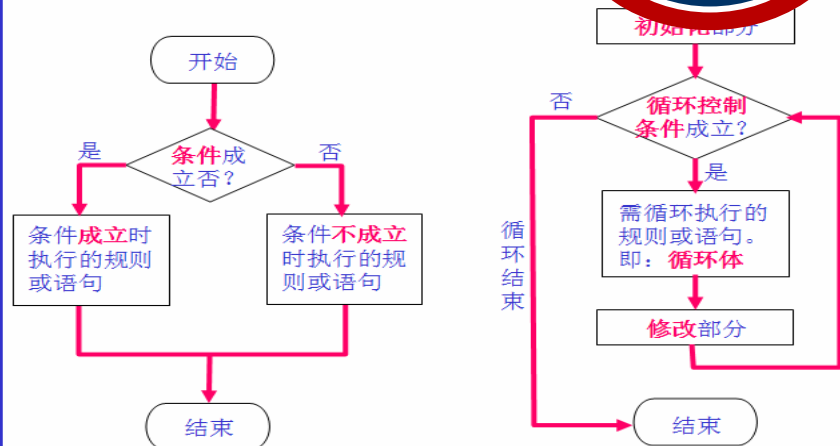 开始
条件成
立否？
是
否
条件成立时
执行的规则
或语句
条件不成立
时执行的规
则或语句
结束
初始化部分
循环控制
条件成立？
否
是
需循环执行的
规则或语句。
即：循环体
修改部分
循
环
结
束
结束